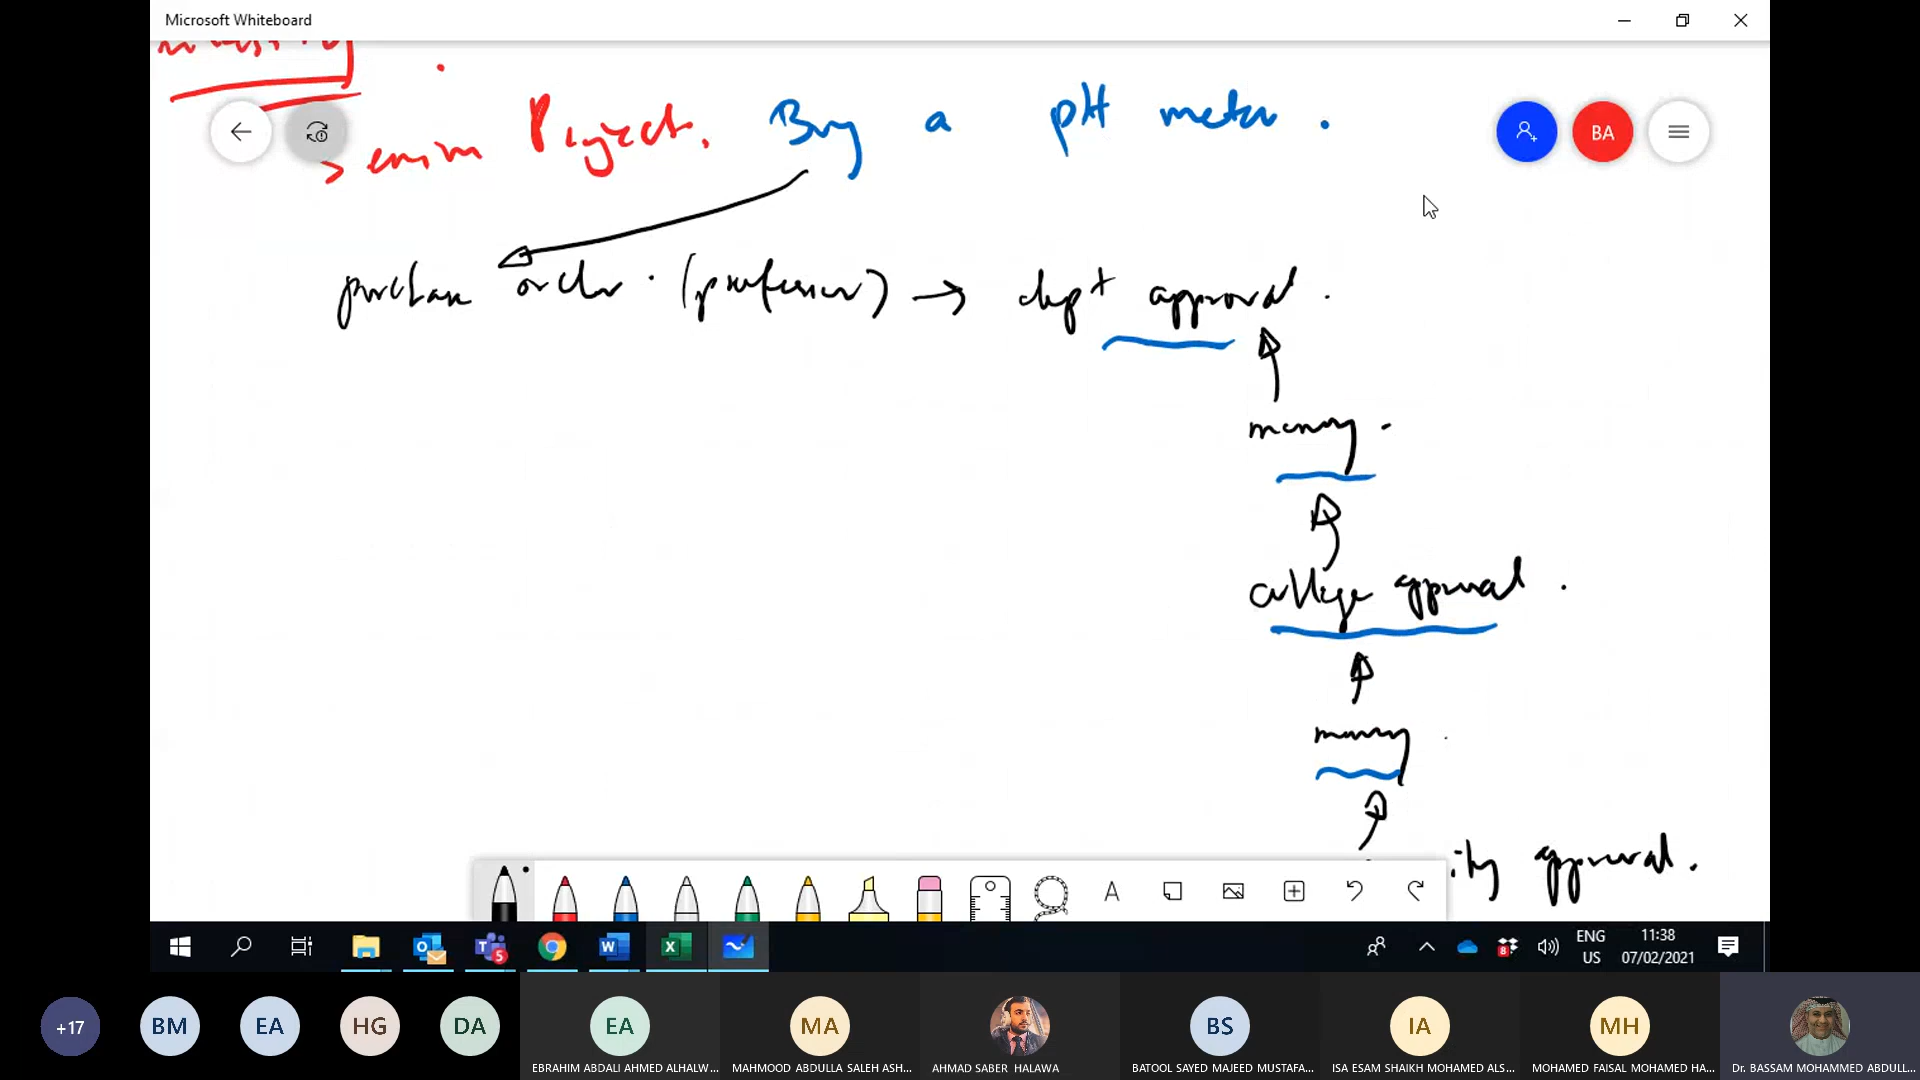 Microsoft Whiteboard
Senior Project. Buy a pH meter.
BA
purchase order. (professor) → dept approval.
money.
college approval.
money.
ity approval.
A
ENG
US
11:38
07/02/2021
5
8
+17
BM
EA
HG
DA
EA
MA
BS
IA
MH
EBRAHIM ABDALI AHMED ALHALW...
MAHMOOD ABDULLA SALEH ASH...
AHMAD SABER HALAWA
BATOOL SAYED MAJEED MUSTAFA...
ISA ESAM SHAIKH MOHAMED ALS...
MOHAMED FAISAL MOHAMED HA...
Dr. BASSAM MOHAMMED ABDULL...